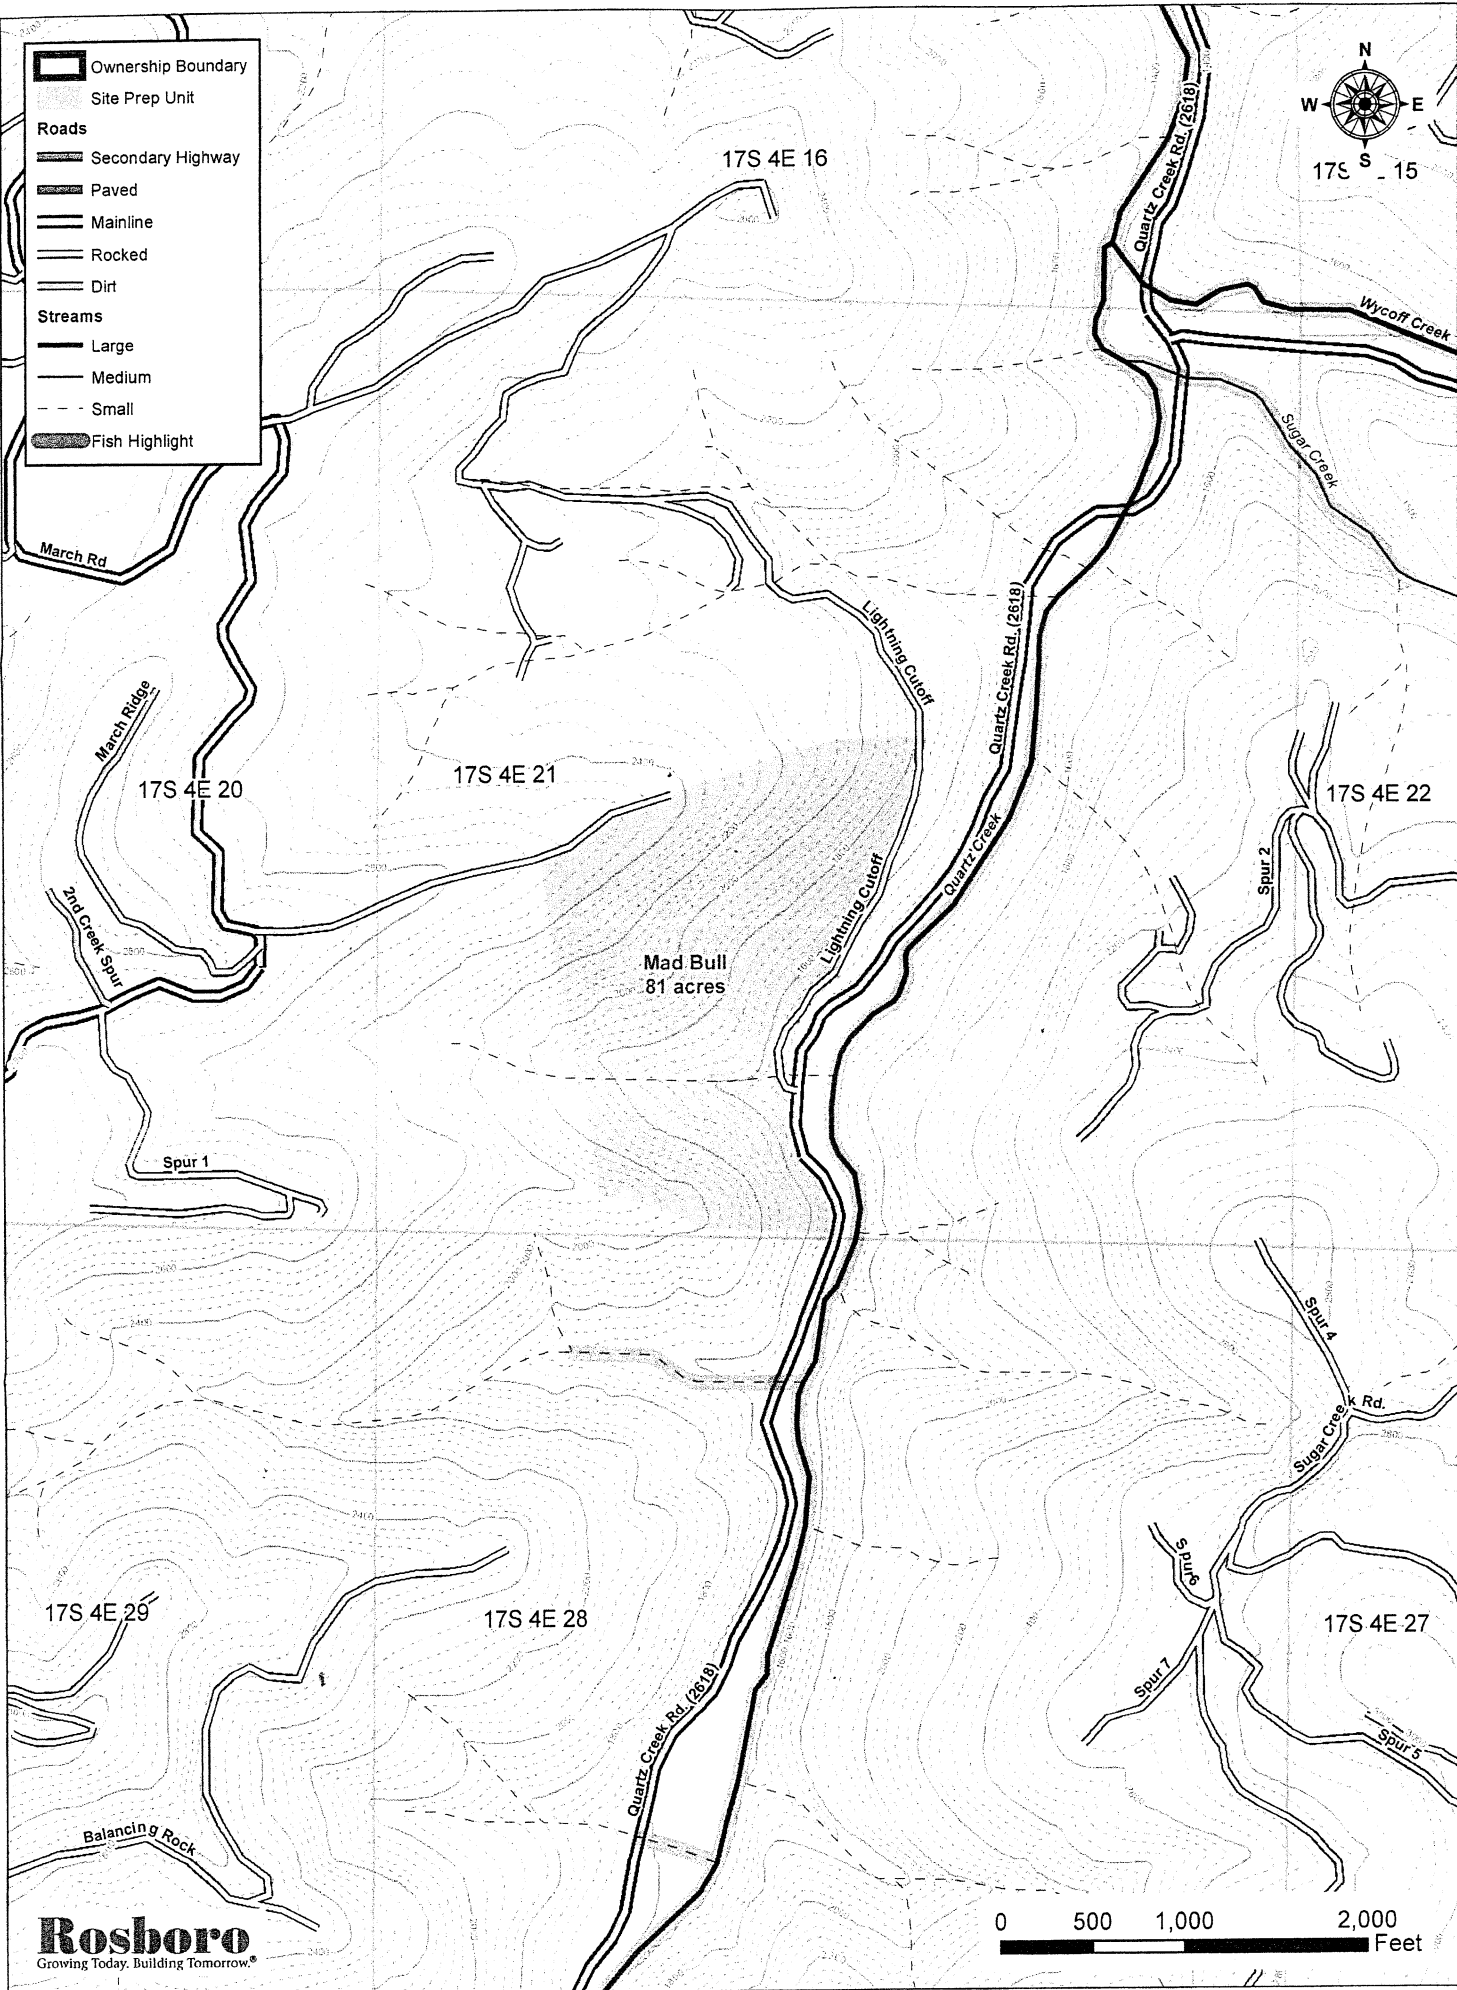 Ownership Boundary
Site Prep Unit
Roads
Secondary Highway
Paved
Mainline
Rocked
Dirt
Streams
Large
Medium
Small
Fish Highlight
N
W E
S
17S 4E 16
15
Quartz Creek Rd. (2618)
Wycoff Creek
Sugar Creek
March Rd
Lightning Cutoff
Quartz Creek Rd. (2618)
March Ridge
17S 4E 20
17S 4E 21
17S 4E 22
Spur 2
Quartz Creek
Lightning Cutoff
2nd Creek Spur
Mad Bull
81 acres
Spur 1
Spur 4
Sugar Creek Rd.
Spur6
17S 4E 29
17S 4E 28
17S 4E 27
Spur 7
Quartz Creek Rd. (2618)
Spur 5
Balancing Rock
Rosboro
Growing Today. Building Tomorrow.®
0 500 1,000 2,000
Feet